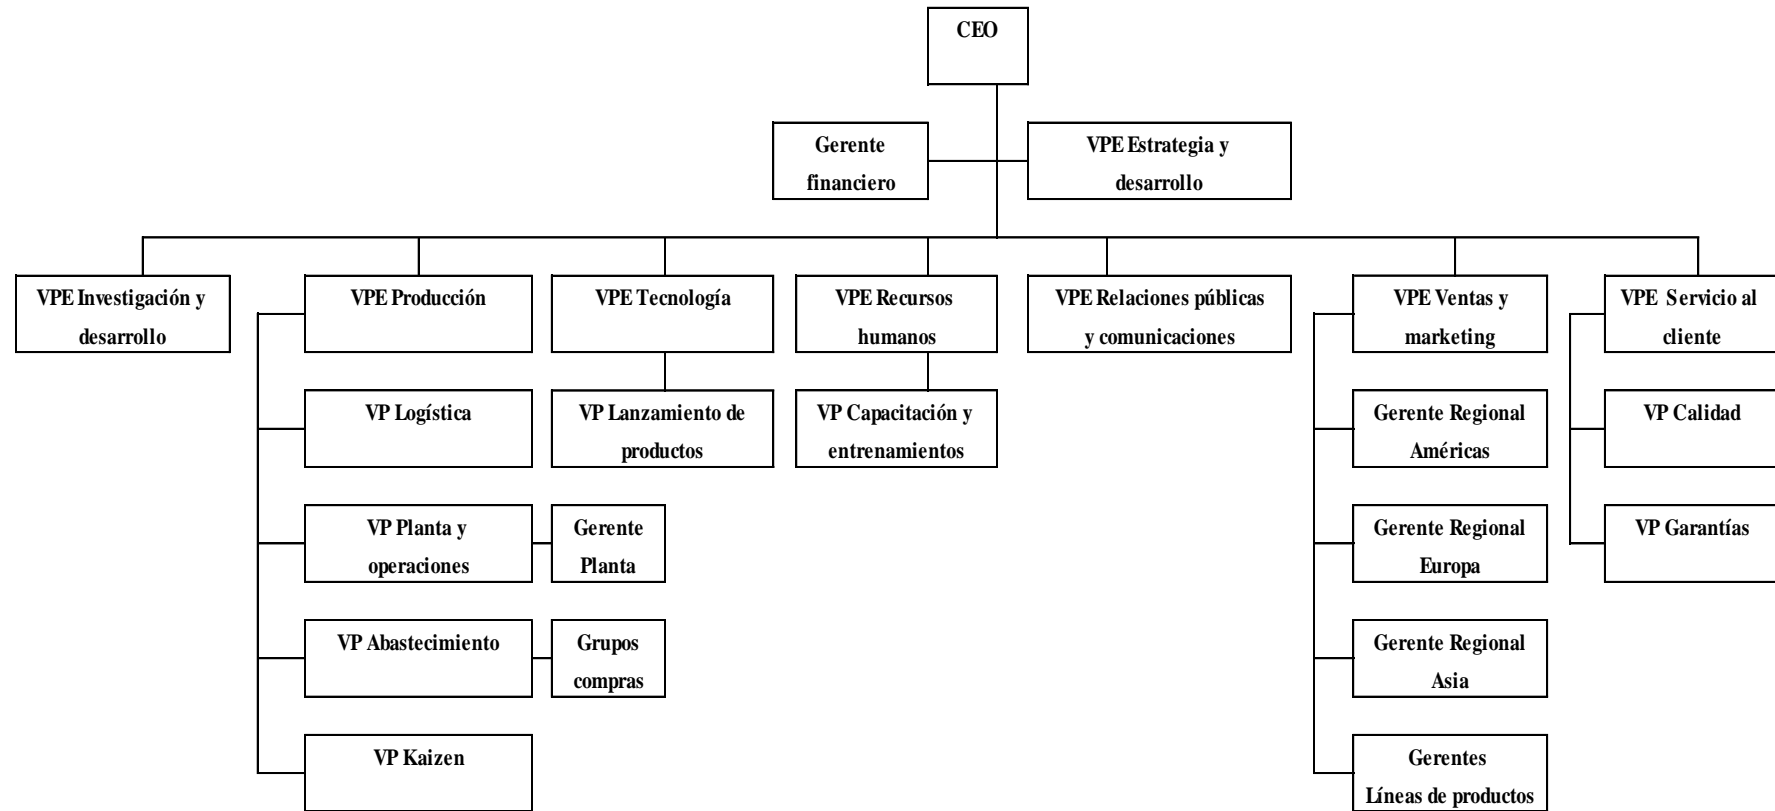 CEO
Gerente
financiero
VPE Estrategia y
desarrollo
VPE Investigación y
desarrollo
VPE Producción
VPE Tecnología
VPE Recursos
humanos
VPE Relaciones públicas
y comunicaciones
VPE Ventas y
marketing
VPE Servicio al
cliente
VP Logística
VP Lanzamiento de
productos
VP Capacitación y
entrenamientos
Gerente Regional
Américas
VP Calidad
VP Planta y
operaciones
Gerente
Planta
Gerente Regional
Europa
VP Garantías
VP Abastecimiento
Grupos
compras
Gerente Regional
Asia
VP Kaizen
Gerentes
Líneas de productos